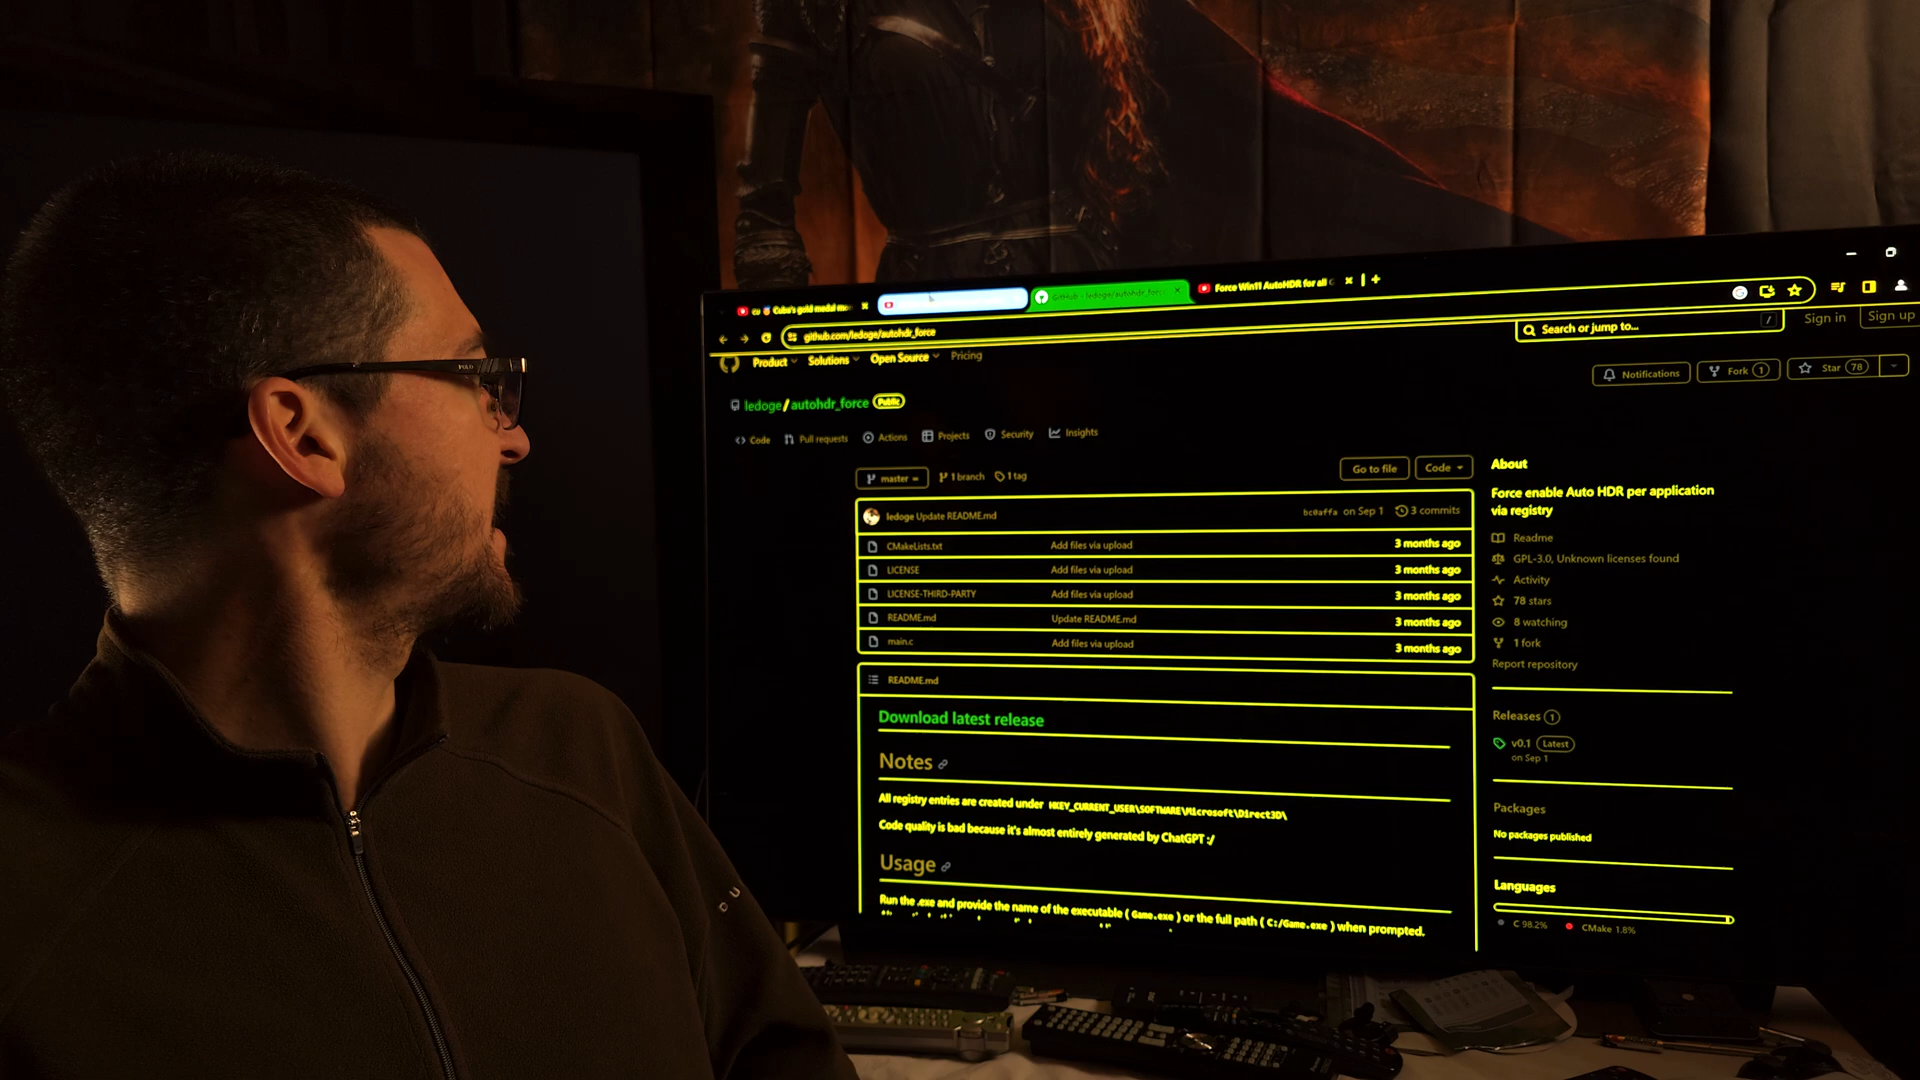 Cuba's gold medal
GitHub - ledoge/autohdr_forc
Force Win11 AutoHDR for all
github.com/ledoge/autohdr_force
Search or jump to...
/
Sign in
Sign up
Product
Solutions
Open Source
Pricing
Notifications
Fork 1
Star 78
ledoge/autohdr_force Public
Code
Pull requests
Actions
Projects
Security
Insights
master
1 branch
1 tag
Go to file
Code
ledoge Update README.md
bc0affa on Sep 1
3 commits
CMakeLists.txt Add files via upload 3 months ago
LICENSE Add files via upload 3 months ago
LICENSE-THIRD-PARTY Add files via upload 3 months ago
README.md Update README.md 3 months ago
main.c Add files via upload 3 months ago
README.md
Download latest release
Notes
All registry entries are created under HKEY_CURRENT_USER\SOFTWARE\Microsoft\Direct3D\
Code quality is bad because it's almost entirely generated by ChatGPT :/
Usage
Run the .exe and provide the name of the executable ( Game.exe ) or the full path ( C:/Game.exe ) when prompted.
About
Force enable Auto HDR per application
via registry
Readme
GPL-3.0, Unknown licenses found
Activity
78 stars
8 watching
1 fork
Report repository
Releases 1
v0.1 Latest
on Sep 1
Packages
No packages published
Languages
C 98.2%
CMake 1.8%
POLO